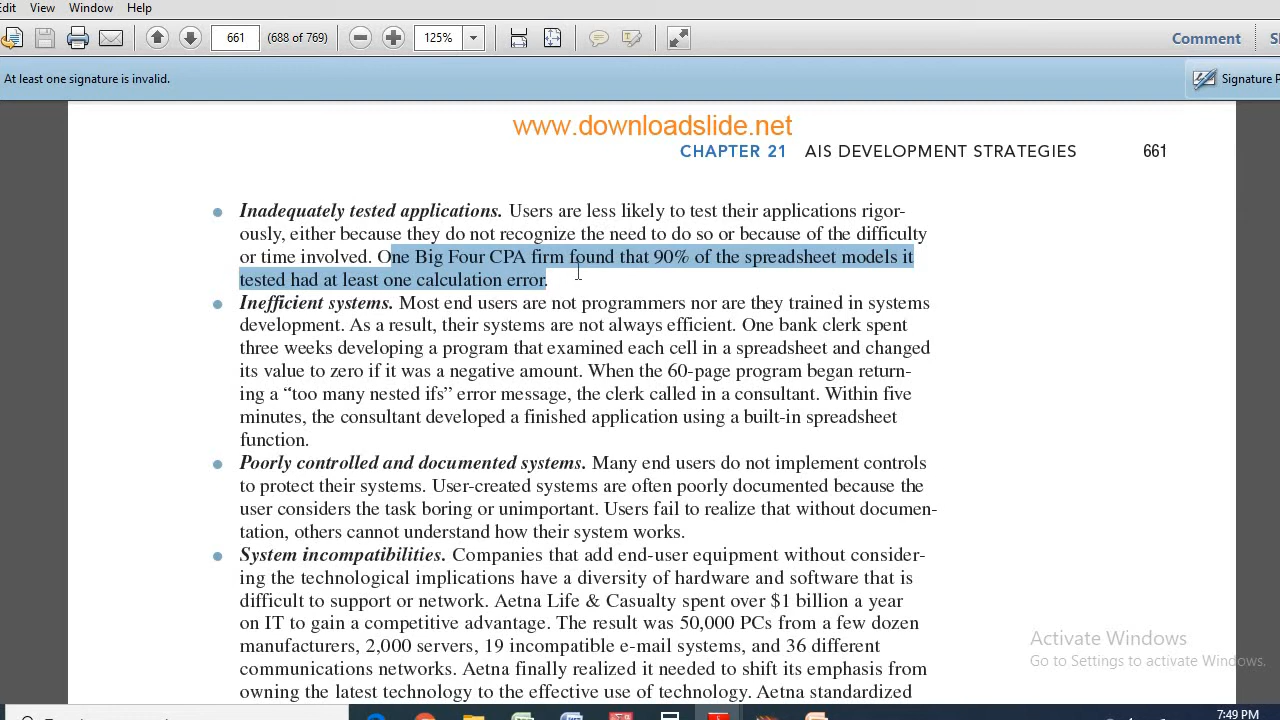 dit View Window Help
661 (688 of 769) 125% Comment
At least one signature is invalid. Signature P
www.downloadslide.net
CHAPTER 21 AIS DEVELOPMENT STRATEGIES 661
Inadequately tested applications. Users are less likely to test their applications rigor-
ously, either because they do not recognize the need to do so or because of the difficulty
or time involved. One Big Four CPA firm found that 90% of the spreadsheet models it
tested had at least one calculation error.
Inefficient systems. Most end users are not programmers nor are they trained in systems
development. As a result, their systems are not always efficient. One bank clerk spent
three weeks developing a program that examined each cell in a spreadsheet and changed
its value to zero if it was a negative amount. When the 60-page program began return-
ing a “too many nested ifs” error message, the clerk called in a consultant. Within five
minutes, the consultant developed a finished application using a built-in spreadsheet
function.
Poorly controlled and documented systems. Many end users do not implement controls
to protect their systems. User-created systems are often poorly documented because the
user considers the task boring or unimportant. Users fail to realize that without documen-
tation, others cannot understand how their system works.
System incompatibilities. Companies that add end-user equipment without consider-
ing the technological implications have a diversity of hardware and software that is
difficult to support or network. Aetna Life & Casualty spent over $1 billion a year
on IT to gain a competitive advantage. The result was 50,000 PCs from a few dozen
manufacturers, 2,000 servers, 19 incompatible e-mail systems, and 36 different
communications networks. Aetna finally realized it needed to shift its emphasis from
owning the latest technology to the effective use of technology. Aetna standardized
Activate Windows
Go to Settings to activate Windows.
7:49 PM